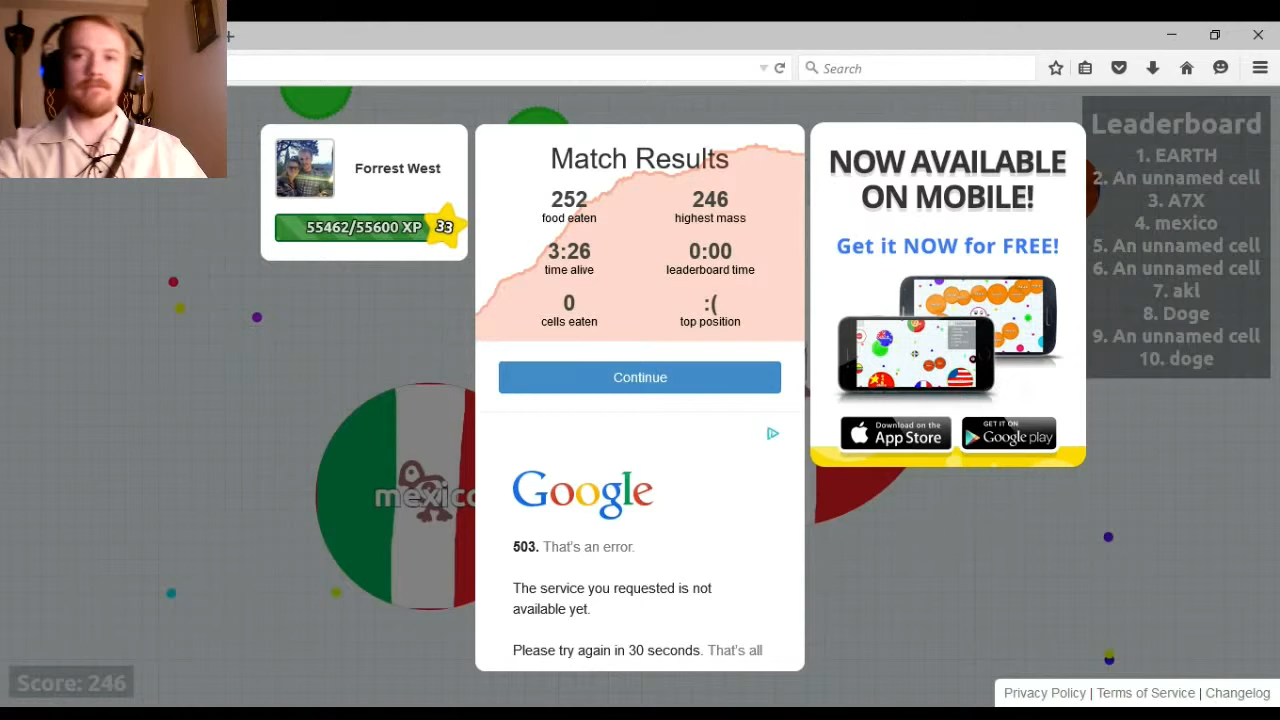 Search
Forrest West
55462/55600 XP
33
Match Results
252
food eaten
246
highest mass
3:26
time alive
0:00
leaderboard time
0
cells eaten
:(
top position
Continue
Google
503. That's an error.
The service you requested is not
available yet.
Please try again in 30 seconds. That's all
NOW AVAILABLE
ON MOBILE!
Get it NOW for FREE!
Download on the
App Store
GET IT ON
Google play
Leaderboard
1. EARTH
2. An unnamed cell
3. A7X
4. mexico
5. An unnamed cell
6. An unnamed cell
7. akl
8. Doge
9. An unnamed cell
10. doge
mexico
Score: 246
Privacy Policy | Terms of Service | Changelog